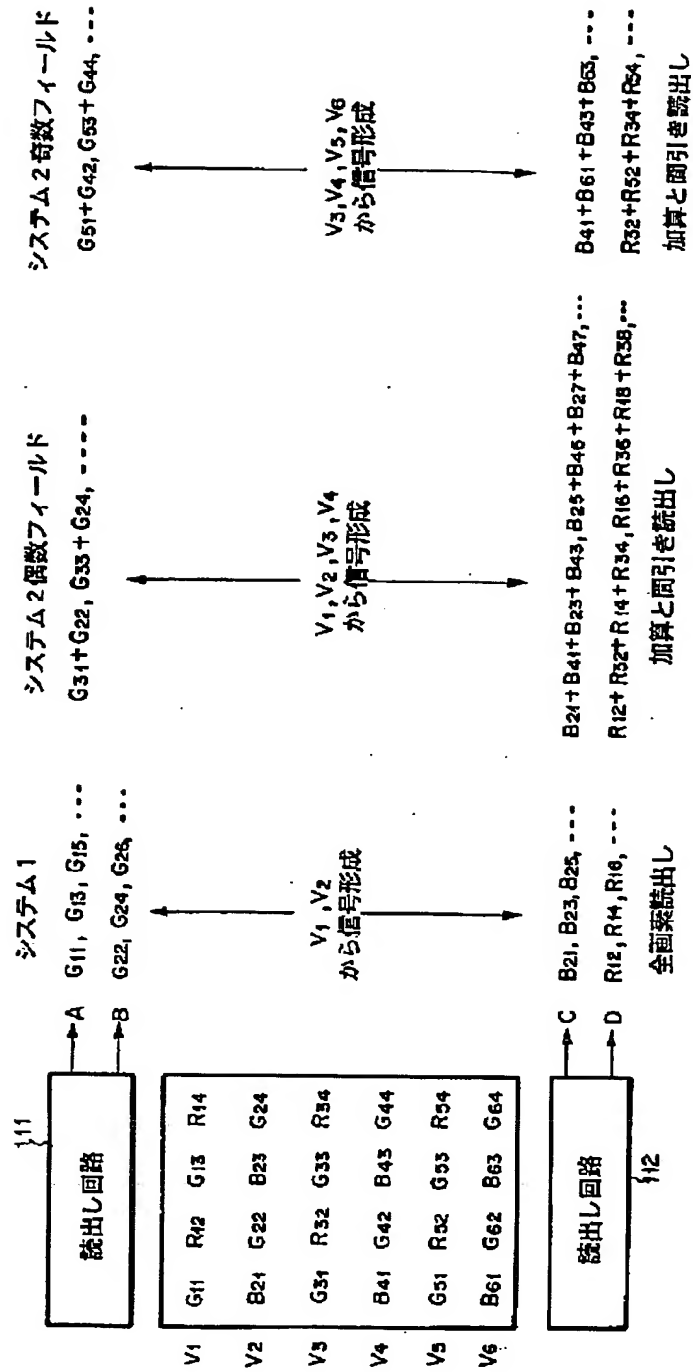 システム1
システム2偶数フィールド
システム2奇数フィールド
111
読出し回路
A G11, G13, G15, ---
B G22, G24, G26, ---
G31+G22, G33+G24, ----
G51+G42, G53+G44, ---
V1 G11 R12 G13 R14
V2 B21 G22 B23 G24
V3 G31 R32 G33 R34
V4 B41 G42 B43 G44
V5 G51 R52 G53 R54
V6 B61 G62 B63 G64
V1, V2
から信号形成
V1, V2, V3, V4
から信号形成
V3, V4, V5, V6
から信号形成
読出し回路
112
C B21, B23, B25, ---
D R12, R14, R16, ---
全画素読出し
B21+B41+B23+B43, B25+B45+B27+B47, ---
R12+R32+R14+R34, R16+R36+R18+R38, ---
加算と間引き読出し
B41+B61+B43+B63, ---
R32+R52+R34+R54, ---
加算と間引き読出し